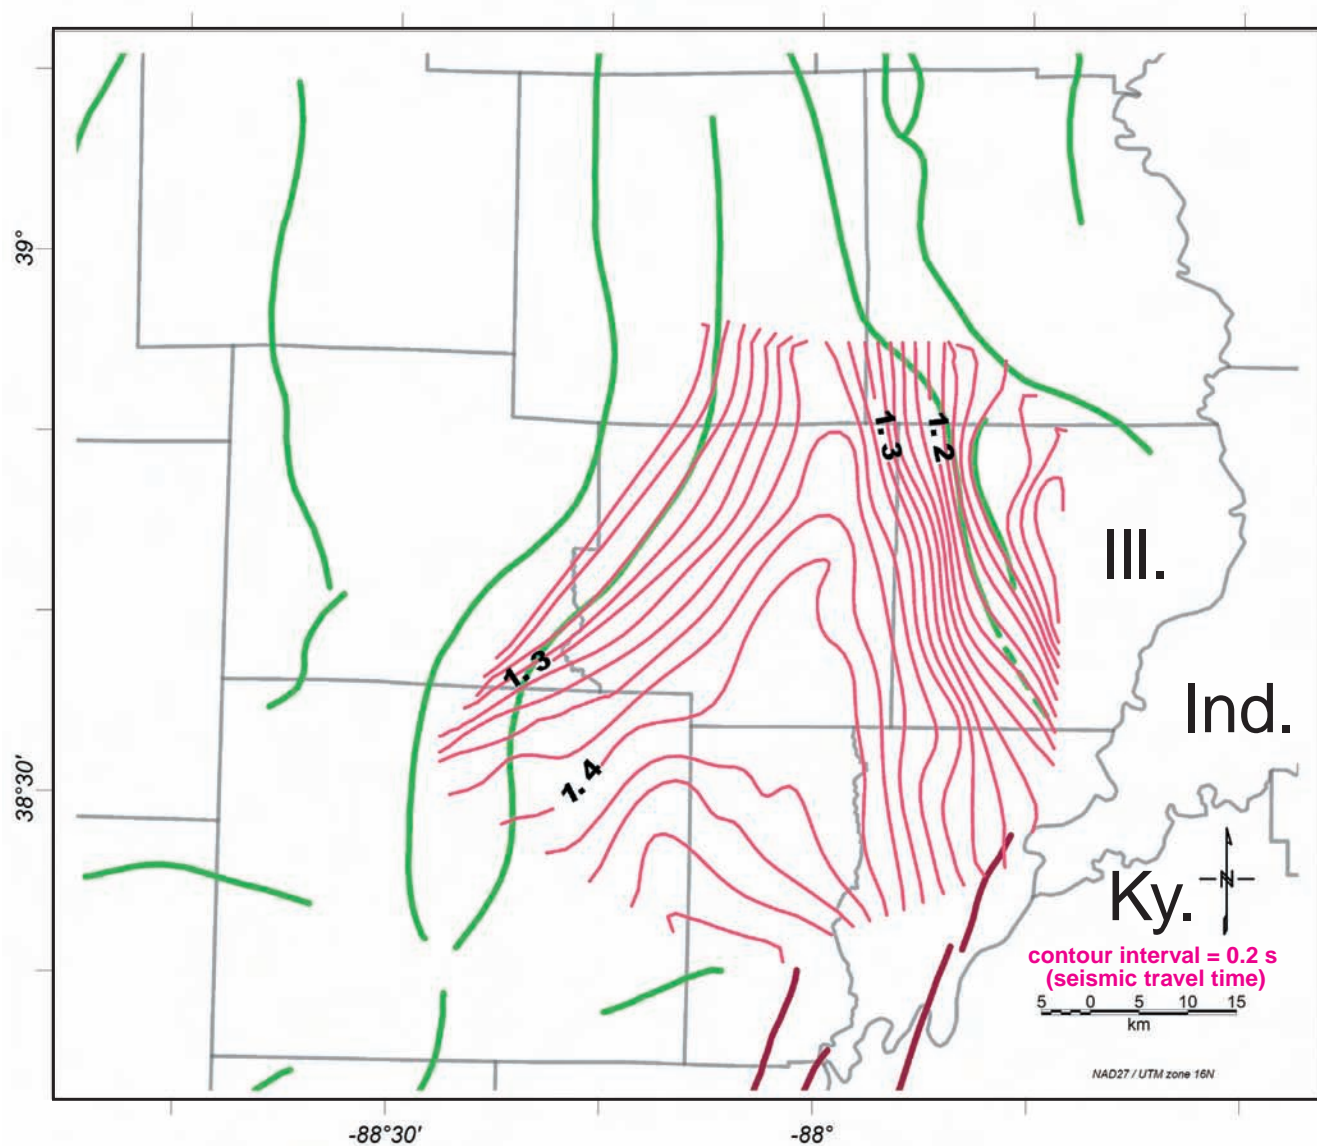 39°
1.3
1.2
Ill.
1.3
Ind.
1.4
38°30'
N
Ky.
contour interval = 0.2 s
(seismic travel time)
5 0 5 10 15
km
NAD27 / UTM zone 16N
-88°30'
-88°